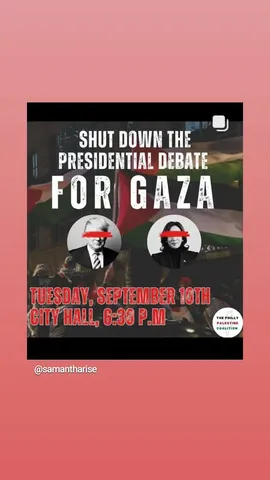 SHUT DOWN THE
PRESIDENTIAL DEBATE
FOR GAZA
TUESDAY, SEPTEMBER 10TH
CITY HALL, 6:30 P.M
THE PHILLY
PALESTINE
COALITION
@samantharise